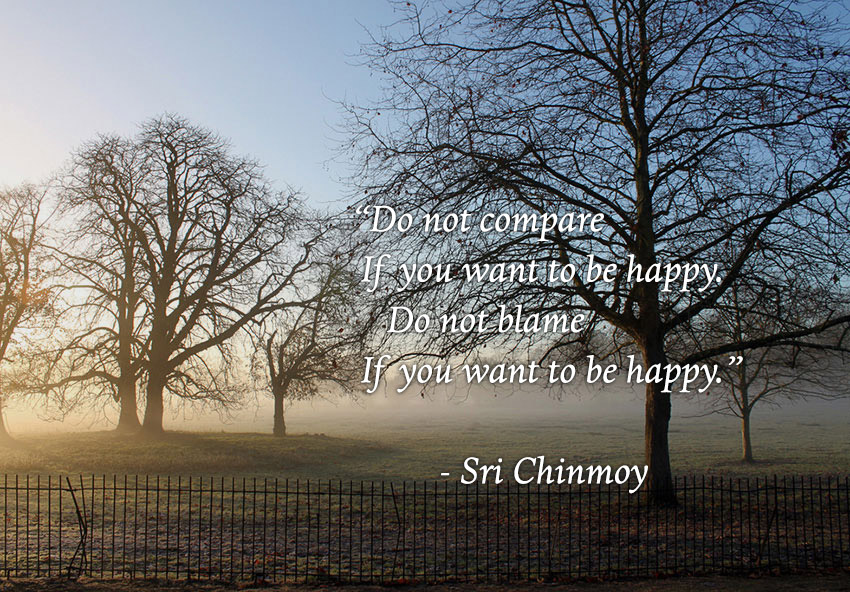 “Do not compare
If you want to be happy.
Do not blame
If you want to be happy.”
- Sri Chinmoy